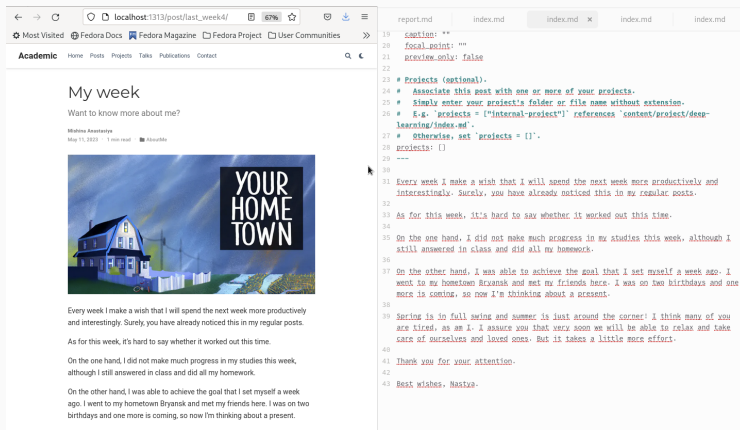 localhost:1313/post/last_week4/
67%
Most Visited
Fedora Docs
Fedora Magazine
Fedora Project
User Communities
Academic
Home
Posts
Projects
Talks
Publications
Contact
My week
Want to know more about me?
Mishina Anastasiya
May 11, 2023 · 1 min read · AboutMe
YOUR
HOME
TOWN
Every week I make a wish that I will spend the next week more productively
and interestingly. Surely, you have already noticed this in my regular posts.
As for this week, it's hard to say whether it worked out this time.
On the one hand, I did not make much progress in my studies this week,
although I still answered in class and did all my homework.
On the other hand, I was able to achieve the goal that I set myself a week
ago. I went to my hometown Bryansk and met my friends here. I was on two
birthdays and one more is coming, so now I'm thinking about a present.
report.md
index.md
index.md ×
index.md
index.md
19 caption: ""
20 focal_point: ""
21 preview_only: false
22
23 # Projects (optional).
24 # Associate this post with one or more of your projects.
25 # Simply enter your project's folder or file name without extension.
26 # E.g. `projects = ["internal-project"]` references `content/project/deep-
learning/index.md`.
27 # Otherwise, set `projects = []`.
28 projects: []
29 ---
30
31 Every week I make a wish that I will spend the next week more productively and
interestingly. Surely, you have already noticed this in my regular posts.
32
33 As for this week, it's hard to say whether it worked out this time.
34
35 On the one hand, I did not make much progress in my studies this week, although I
still answered in class and did all my homework.
36
37 On the other hand, I was able to achieve the goal that I set myself a week ago. I
went to my hometown Bryansk and met my friends here. I was on two birthdays and one
more is coming, so now I'm thinking about a present.
38
39 Spring is in full swing and summer is just around the corner! I think many of you
are tired, as am I. I assure you that very soon we will be able to relax and take
care of ourselves and loved ones. But it takes a little more effort.
40
41 Thank you for your attention.
42
43 Best wishes, Nastya.